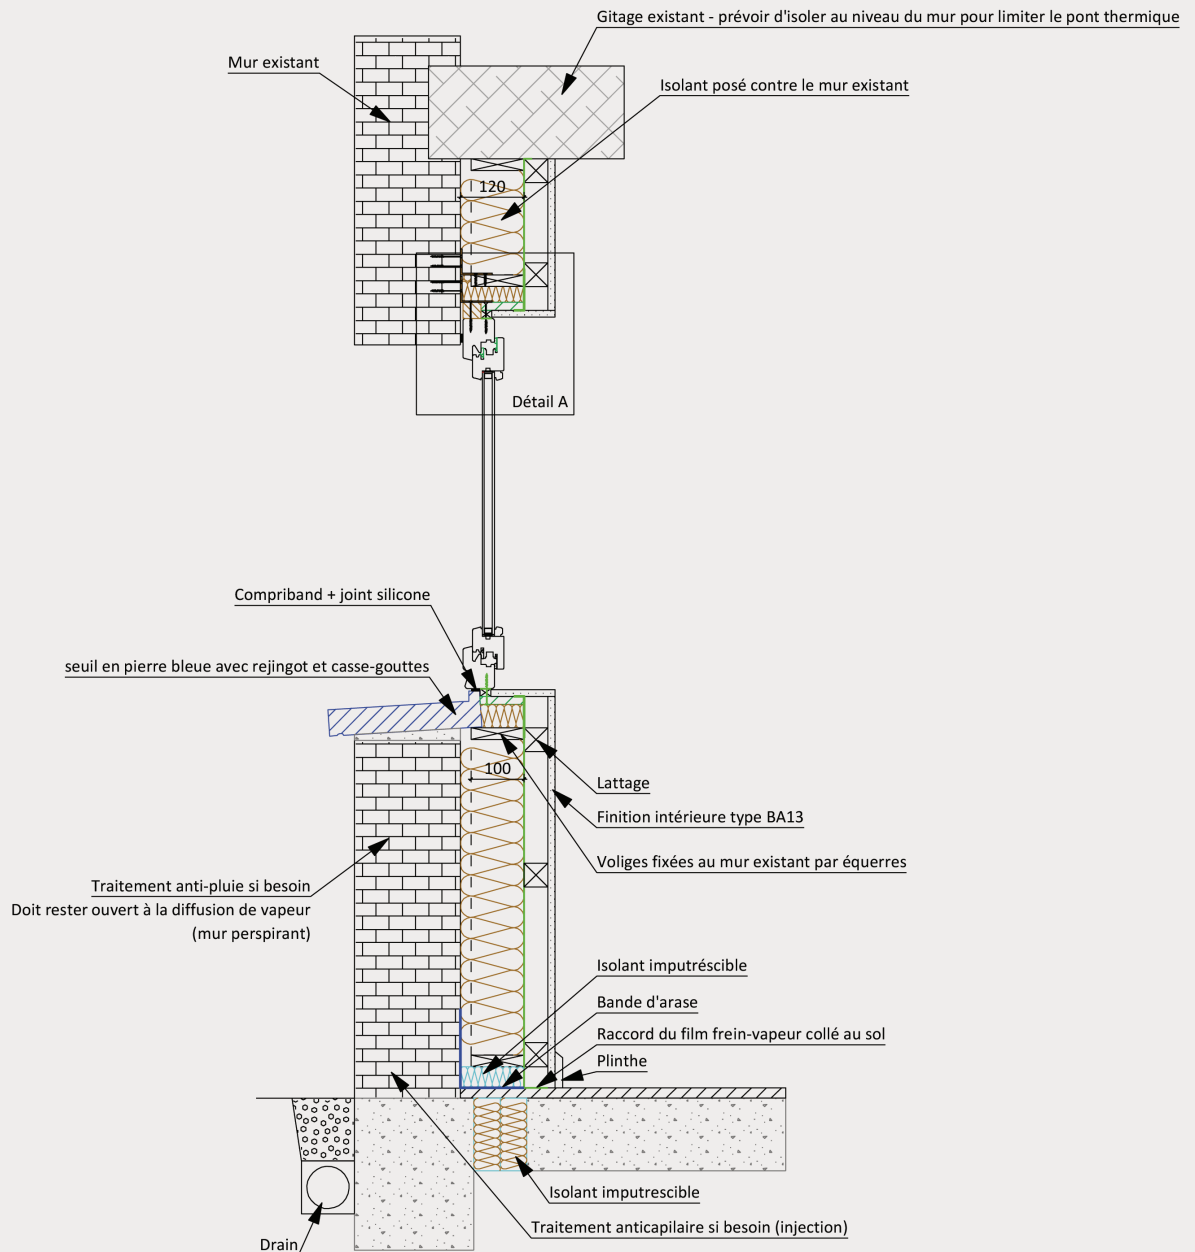 Gitage existant - prévoir d'isoler au niveau du mur pour limiter le pont thermique
Mur existant
Isolant posé contre le mur existant
120
Détail A
Compriband + joint silicone
seuil en pierre bleue avec rejingot et casse-gouttes
100
Lattage
Finition intérieure type BA13
Voliges fixées au mur existant par équerres
Traitement anti-pluie si besoin
Doit rester ouvert à la diffusion de vapeur
(mur perspirant)
Isolant imputréscible
Bande d'arase
Raccord du film frein-vapeur collé au sol
Plinthe
Isolant imputrescible
Traitement anticapilaire si besoin (injection)
Drain